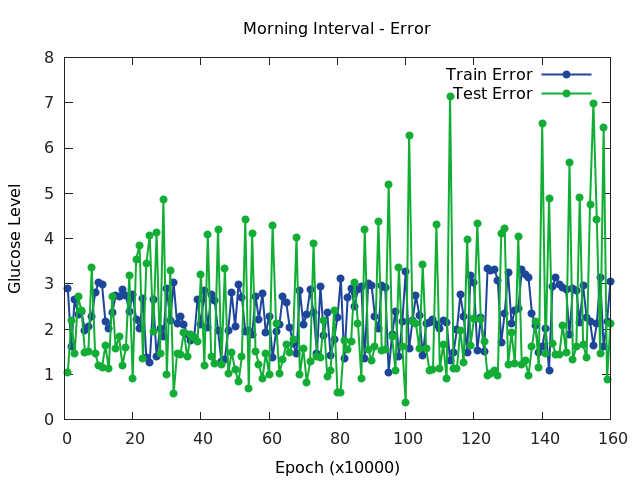 Morning Interval - Error
Train Error
Test Error
Glucose Level
8
7
6
5
4
3
2
1
0
0 20 40 60 80 100 120 140 160
Epoch (x10000)